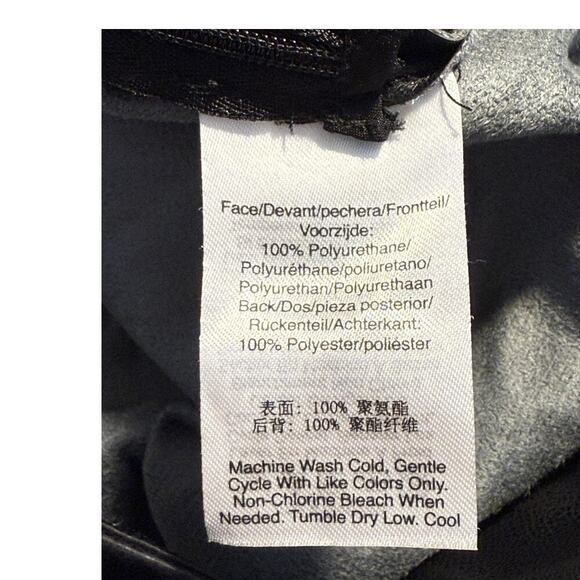 Face/Devant/pechera/Frontteil/
Voorzijde:
100% Polyurethane/
Polyuréthane/poliuretano/
Polyurethan/Polyurethaan
Back/Dos/pieza posterior/
Rückenteil/Achterkant:
100% Polyester/poliéster
表面: 100% 聚氨酯
后背: 100% 聚酯纤维
Machine Wash Cold, Gentle
Cycle With Like Colors Only.
Non-Chlorine Bleach When
Needed. Tumble Dry Low. Cool